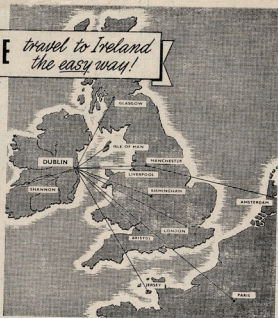 E travel to Ireland
the easy way!
GLASGOW
ISLE OF MAN
DUBLIN
MANCHESTER
LIVERPOOL
SHANNON
BIRMINGHAM
AMSTERDAM
LONDON
BRISTOL
JERSEY
PARIS